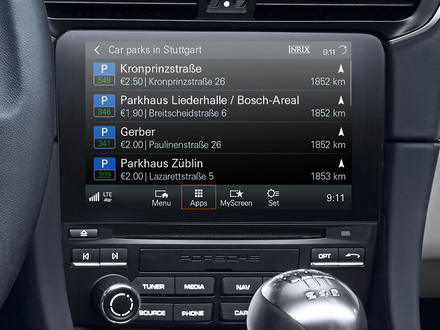 Car parks in Stuttgart INRIX 9:11
P Kronprinzstraße
549 €2.50 | Kronprinzstraße 26 1852 km
P Parkhaus Liederhalle / Bosch-Areal
346 €1.90 | Breitscheidstraße 6 1852 km
P Gerber
341 €2.00 | Paulinenstraße 26 1852 km
P Parkhaus Züblin
309 €2.00 | Lazarettstraße 5 1853 km
LTE
Menu Apps MyScreen Set 9:11
PORSCHE
OPT
TUNER MEDIA NAV
SOURCE PHONE CAR